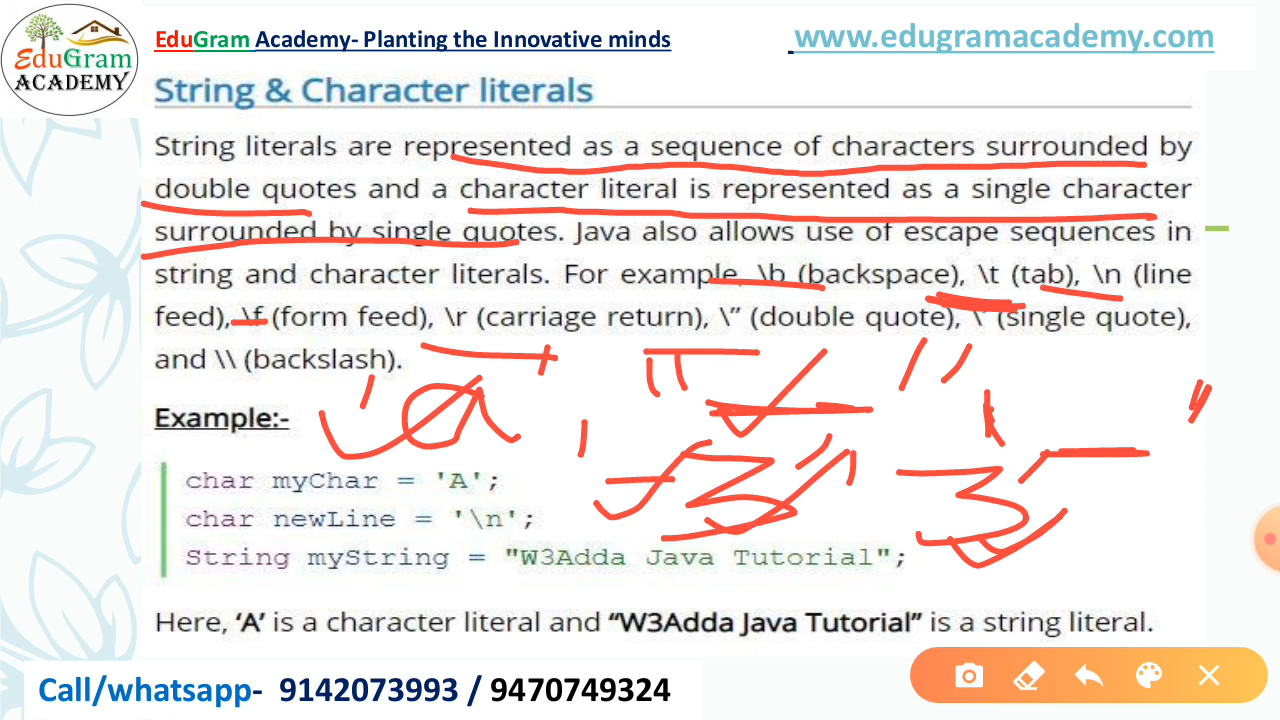 EduGram
ACADEMY
EduGram Academy- Planting the Innovative minds
www.edugramacademy.com
String & Character literals
String literals are represented as a sequence of characters surrounded by
double quotes and a character literal is represented as a single character
surrounded by single quotes. Java also allows use of escape sequences in
string and character literals. For example, \b (backspace), \t (tab), \n (line
feed), \f (form feed), \r (carriage return), \” (double quote), \’ (single quote),
and \\ (backslash).
Example:-
'a'
char myChar = 'A';
char newLine = '\n';
String myString = "W3Adda Java Tutorial";
Here, ‘A’ is a character literal and “W3Adda Java Tutorial” is a string literal.
Call/whatsapp- 9142073993 / 9470749324